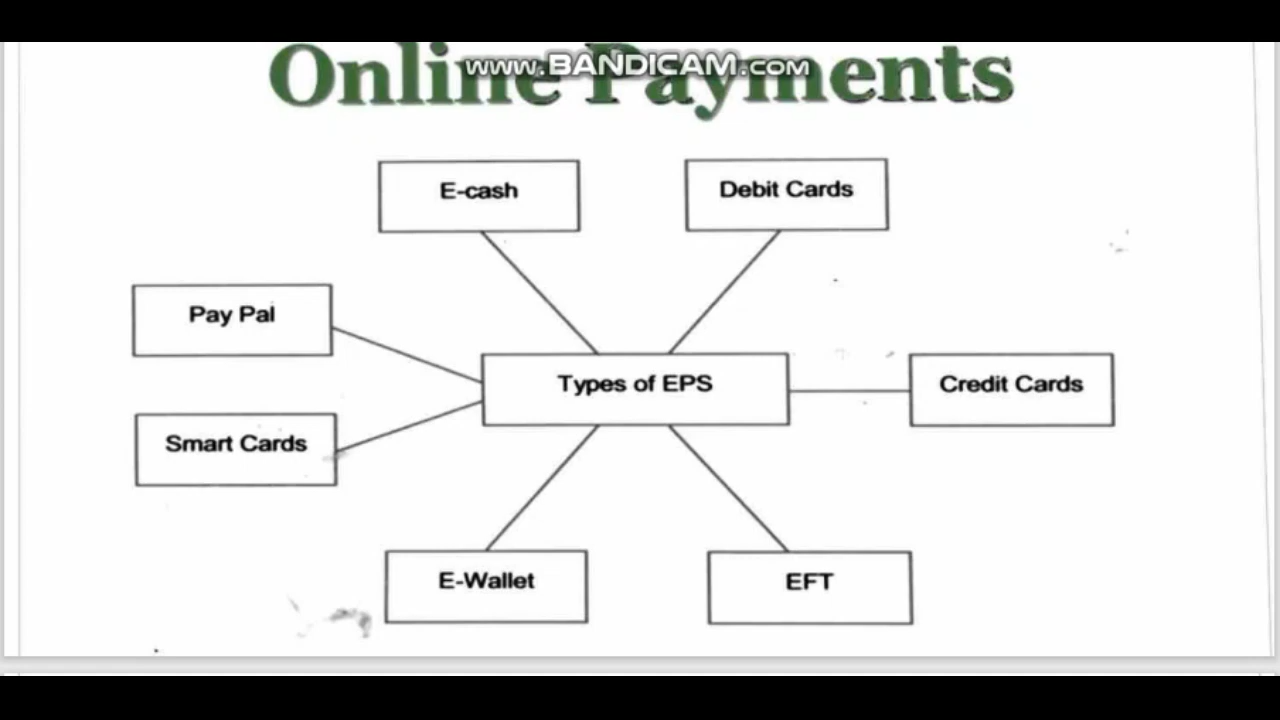 Online Payments
www.BANDICAM.com
E-cash
Debit Cards
Pay Pal
Types of EPS
Credit Cards
Smart Cards
E-Wallet
EFT